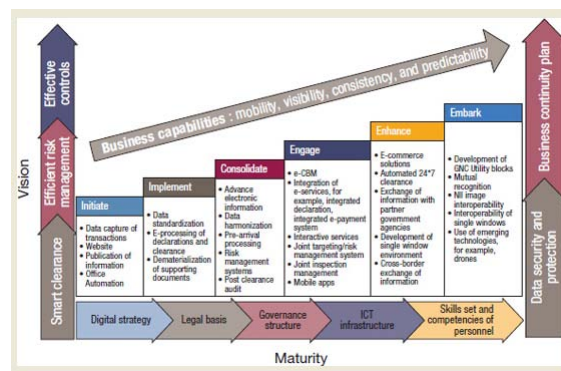 Effective
controls
Efficient risk
management
Smart clearance
Vision
Business capabilities : mobility, visibility, consistency, and predictability
Initiate
• Data capture of
transactions
• Website
• Publication of
information
• Office
Automation
Implement
• Data
standardization
• E-processing of
declarations and
clearance
• Dematerialization
of supporting
documents
Consolidate
• Advance
electronic
information
• Data
harmonization
• Pre-arrival
processing
• Risk
management
systems
• Post clearance
audit
Engage
• e-CBM
• Integration of
e-services, for
example, integrated
declaration,
integrated e-payment
system
• Interactive services
• Joint targeting/risk
management system
• Joint inspection
management
• Mobile apps
Enhance
• E-commerce
solutions
• Automated 24*7
clearance
• Exchange of
information with
partner
government
agencies
• Development of
single window
environment
• Cross-border
exchange of
information
Embark
• Development of
GNC Utility blocks
• Mutual
recognition
• NII image
interoperability
• Interoperability of
single windows
• Use of emerging
technologies,
for example,
drones
Business continuity plan
Data security and
protection
Digital strategy
Legal basis
Governance
structure
ICT
infrastructure
Skills set and
competencies of
personnel
Maturity